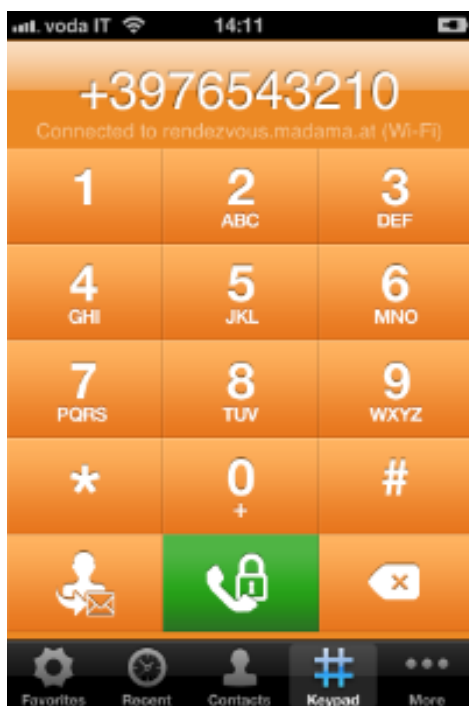 voda IT 14:11
+3976543210
Connected to rendezvous.madama.at (Wi-Fi)
1 2 3
ABC DEF
4 5 6
GHI JKL MNO
7 8 9
PQRS TUV WXYZ
* 0 #
+
Favorites Recent Contacts Keypad More